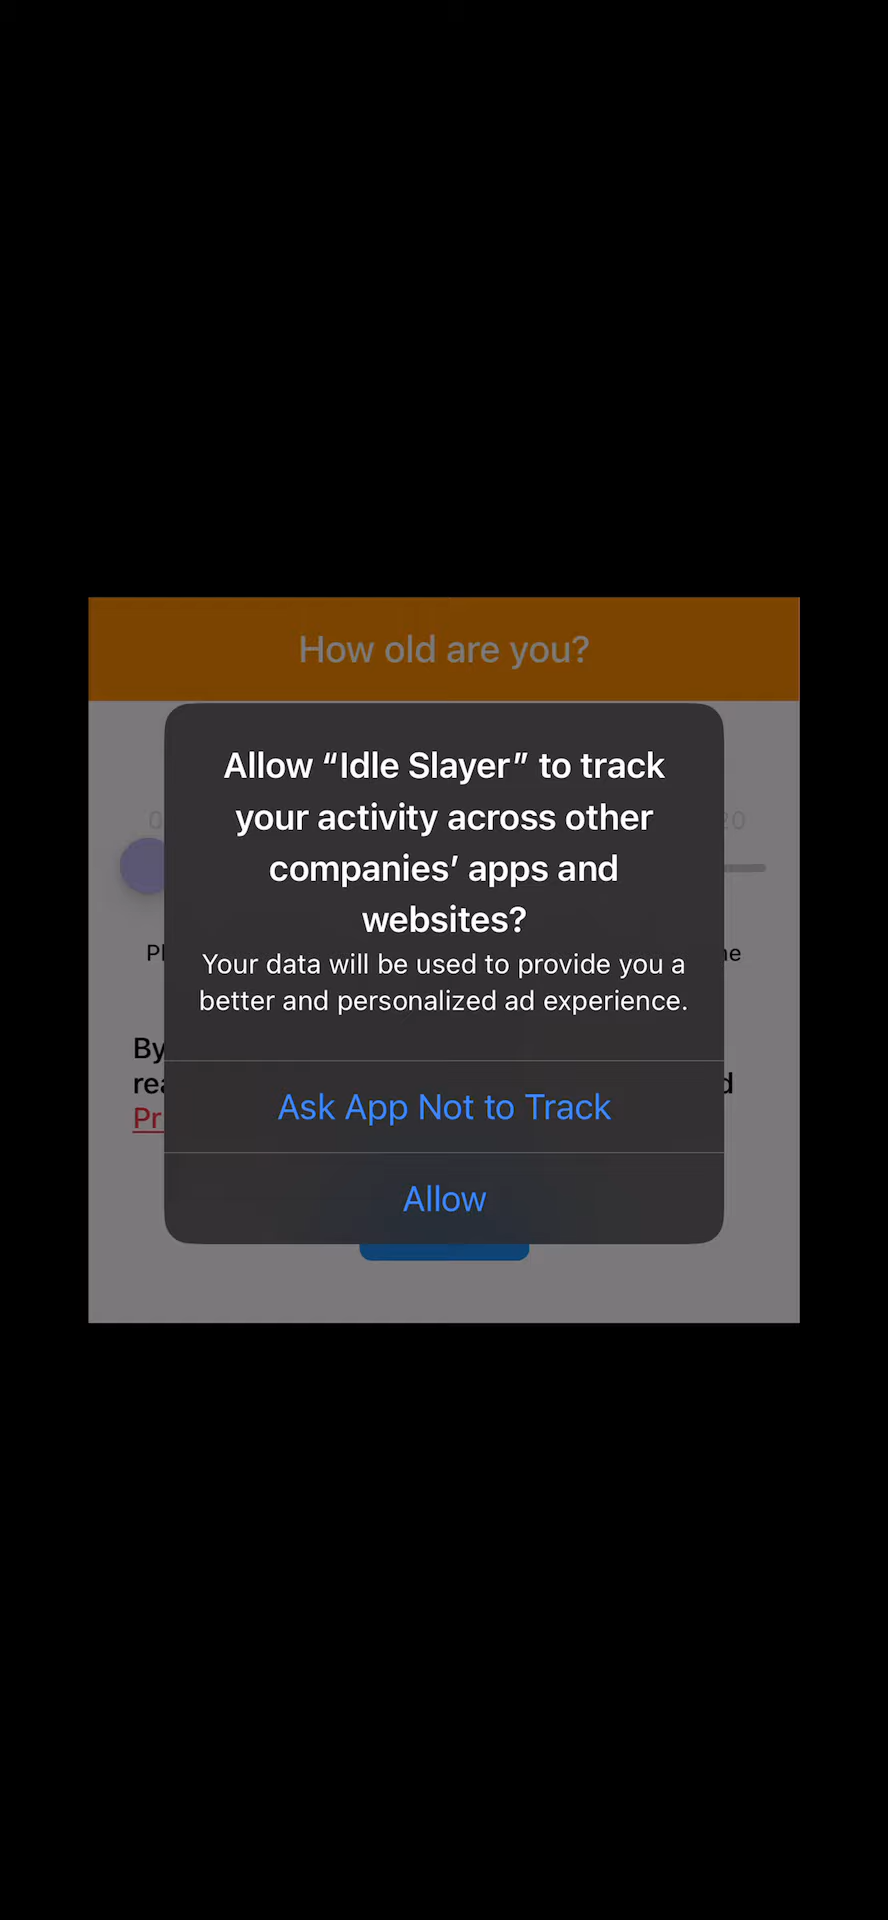 How old are you?
Allow “Idle Slayer” to track
your activity across other
companies’ apps and
websites?
Your data will be used to provide you a
better and personalized ad experience.
Ask App Not to Track
Allow